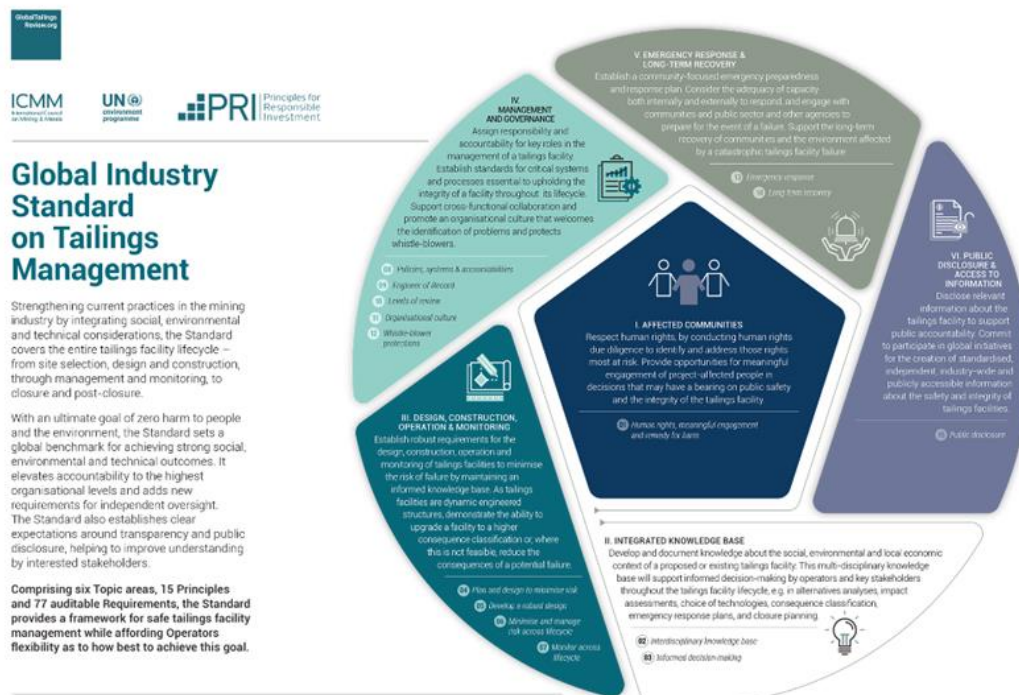 GlobalTailings
Review.org
ICMM
International Council
on Mining & Metals
UN
environment
programme
PRI
Principles for
Responsible
Investment
Global Industry
Standard
on Tailings
Management
Strengthening current practices in the mining
industry by integrating social, environmental
and technical considerations, the Standard
covers the entire tailings facility lifecycle –
from site selection, design and construction,
through management and monitoring, to
closure and post-closure.
With an ultimate goal of zero harm to people
and the environment, the Standard sets a
global benchmark for achieving strong social,
environmental and technical outcomes. It
elevates accountability to the highest
organisational levels and adds new
requirements for independent oversight.
The Standard also establishes clear
expectations around transparency and public
disclosure, helping to improve understanding
by interested stakeholders.
Comprising six Topic areas, 15 Principles
and 77 auditable Requirements, the Standard
provides a framework for safe tailings facility
management while affording Operators
flexibility as to how best to achieve this goal.
I. AFFECTED COMMUNITIES
Respect human rights, by conducting human rights
due diligence to identify and address those rights
most at risk. Provide opportunities for meaningful
engagement of project-affected people in
decisions that may have a bearing on public safety
and the integrity of the tailings facility.
01 Human rights, meaningful engagement
and remedy for harm
II. INTEGRATED KNOWLEDGE BASE
Develop and document knowledge about the social, environmental and local economic
context of a proposed or existing tailings facility. This multi-disciplinary knowledge
base will support informed decision-making by operators and key stakeholders
throughout the tailings facility lifecycle, e.g. in alternatives analyses, impact
assessments, choice of technologies, consequence classification,
emergency response plans, and closure planning.
02 Interdisciplinary knowledge base
03 Informed decision-making
III. DESIGN, CONSTRUCTION,
OPERATION & MONITORING
Establish robust requirements for the
design, construction, operation and
monitoring of tailings facilities to minimise
the risk of failure by maintaining an
informed knowledge base. As tailings
facilities are dynamic engineered
structures, demonstrate the ability to
upgrade a facility to a higher
consequence classification or, where
this is not feasible, reduce the
consequences of a potential failure.
04 Plan and design to minimise risk
05 Develop a robust design
06 Minimise and manage
risk across lifecycle
07 Monitor across
lifecycle
IV.
MANAGEMENT
AND GOVERNANCE
Assign responsibility and
accountability for key roles in the
management of a tailings facility.
Establish standards for critical systems
and processes essential to upholding the
integrity of a facility throughout its lifecycle.
Support cross-functional collaboration and
promote an organisational culture that welcomes
the identification of problems and protects
whistle-blowers.
Policies, systems & accountabilities
Engineer of Record
Levels of review
Organisational culture
12 Whistle-blower
protections
V. EMERGENCY RESPONSE &
LONG-TERM RECOVERY
Establish a community-focused emergency preparedness
and response plan. Consider the adequacy of capacity
both internally and externally to respond, and engage with
communities and public sector and other agencies to
prepare for the event of a failure. Support the long-term
recovery of communities and the environment affected
by a catastrophic tailings facility failure.
13 Emergency response
14 Long-term recovery
VI. PUBLIC
DISCLOSURE &
ACCESS TO
INFORMATION
Disclose relevant
information about the
tailings facility to support
public accountability. Commit
to participate in global initiatives
for the creation of standardised,
independent, industry-wide and
publicly accessible information
about the safety and integrity of
tailings facilities.
15 Public disclosure